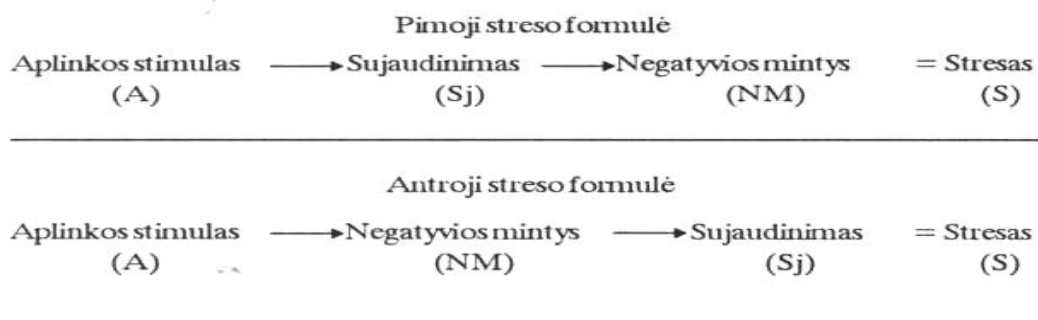 Pimoji streso formulė
Aplinkos stimulas → Sujaudinimas → Negatyvios mintys = Stresas
(A) (Sj) (NM) (S)
Antroji streso formulė
Aplinkos stimulas → Negatyvios mintys → Sujaudinimas = Stresas
(A) (NM) (Sj) (S)